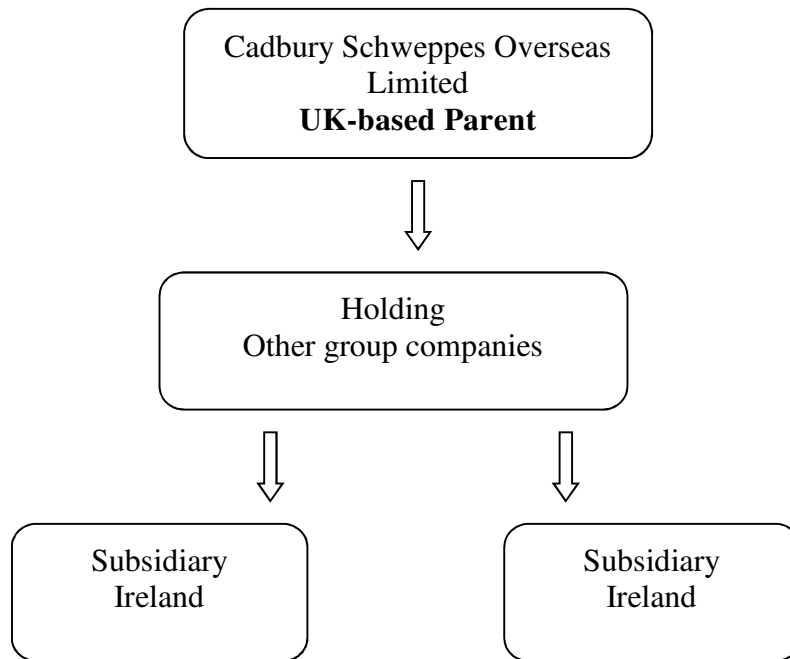 Cadbury Schweppes Overseas
Limited
UK-based Parent
Holding
Other group companies
Subsidiary
Ireland
Subsidiary
Ireland